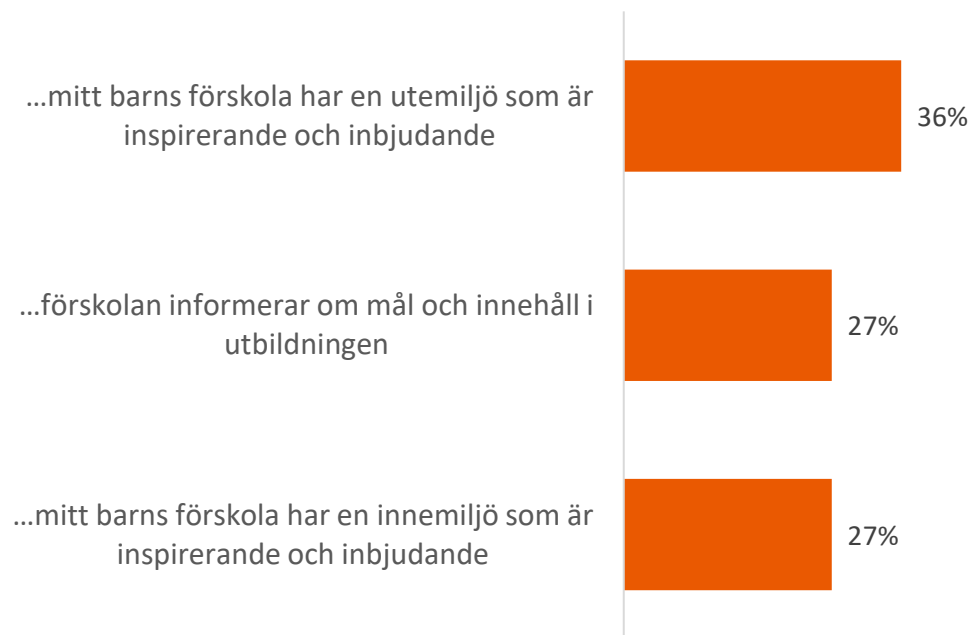 ...mitt barns förskola har en utemiljö som är
inspirerande och inbjudande
36%
...förskolan informerar om mål och innehåll i
utbildningen
27%
...mitt barns förskola har en innemiljö som är
inspirerande och inbjudande
27%